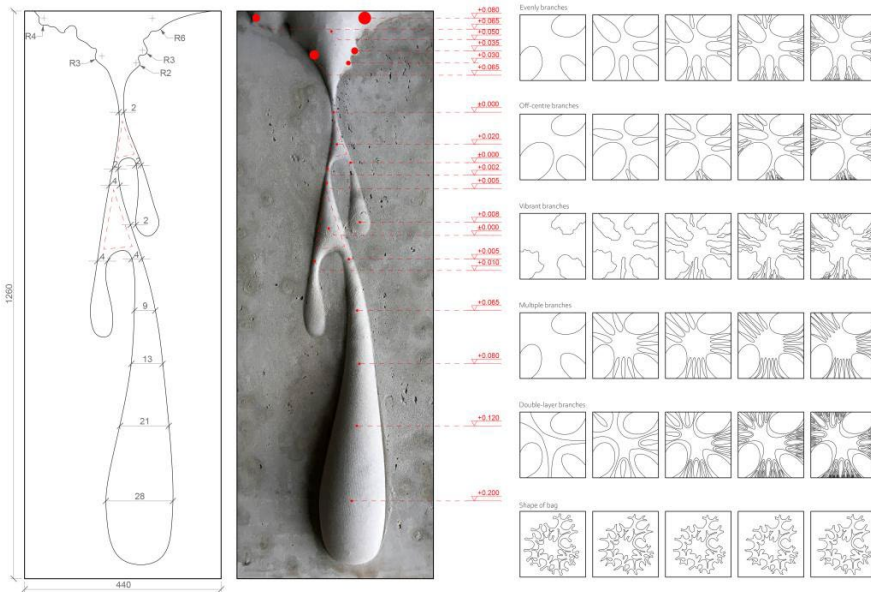 R4
R6
R3
R3
R2
2
2
4
2
4
4
9
13
21
28
1260
440
+0.080
+0.065
+0.050
+0.035
+0.030
+0.065
+0.000
+0.020
+0.000
+0.002
+0.005
+0.008
+0.000
+0.005
+0.010
+0.065
+0.080
+0.120
+0.200
Evenly branches
Off-centre branches
Vibrant branches
Multiple branches
Double-layer branches
Shape of bag